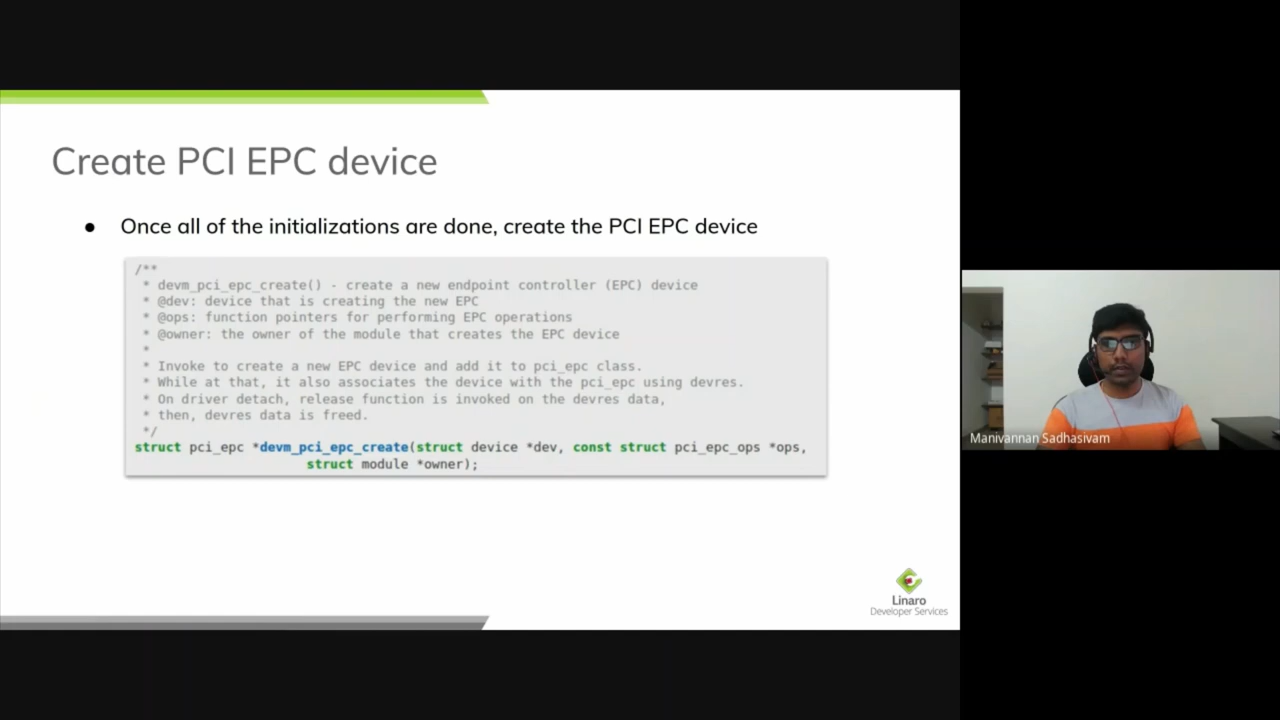 Create PCI EPC device
● Once all of the initializations are done, create the PCI EPC device
/**
 * devm_pci_epc_create() - create a new endpoint controller (EPC) device
 * @dev: device that is creating the new EPC
 * @ops: function pointers for performing EPC operations
 * @owner: the owner of the module that creates the EPC device
 *
 * Invoke to create a new EPC device and add it to pci_epc class.
 * While at that, it also associates the device with the pci_epc using devres.
 * On driver detach, release function is invoked on the devres data,
 * then, devres data is freed.
 */
struct pci_epc *devm_pci_epc_create(struct device *dev, const struct pci_epc_ops *ops,
struct module *owner);
Linaro
Developer Services
Manivannan Sadhasivam